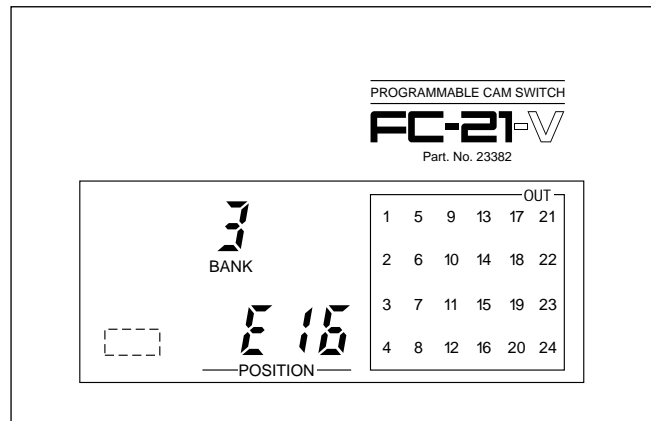 PROGRAMMABLE CAM SWITCH
FC-21-V
Part. No. 23382
3
BANK
E16
POSITION
OUT
1 5 9 13 17 21
2 6 10 14 18 22
3 7 11 15 19 23
4 8 12 16 20 24